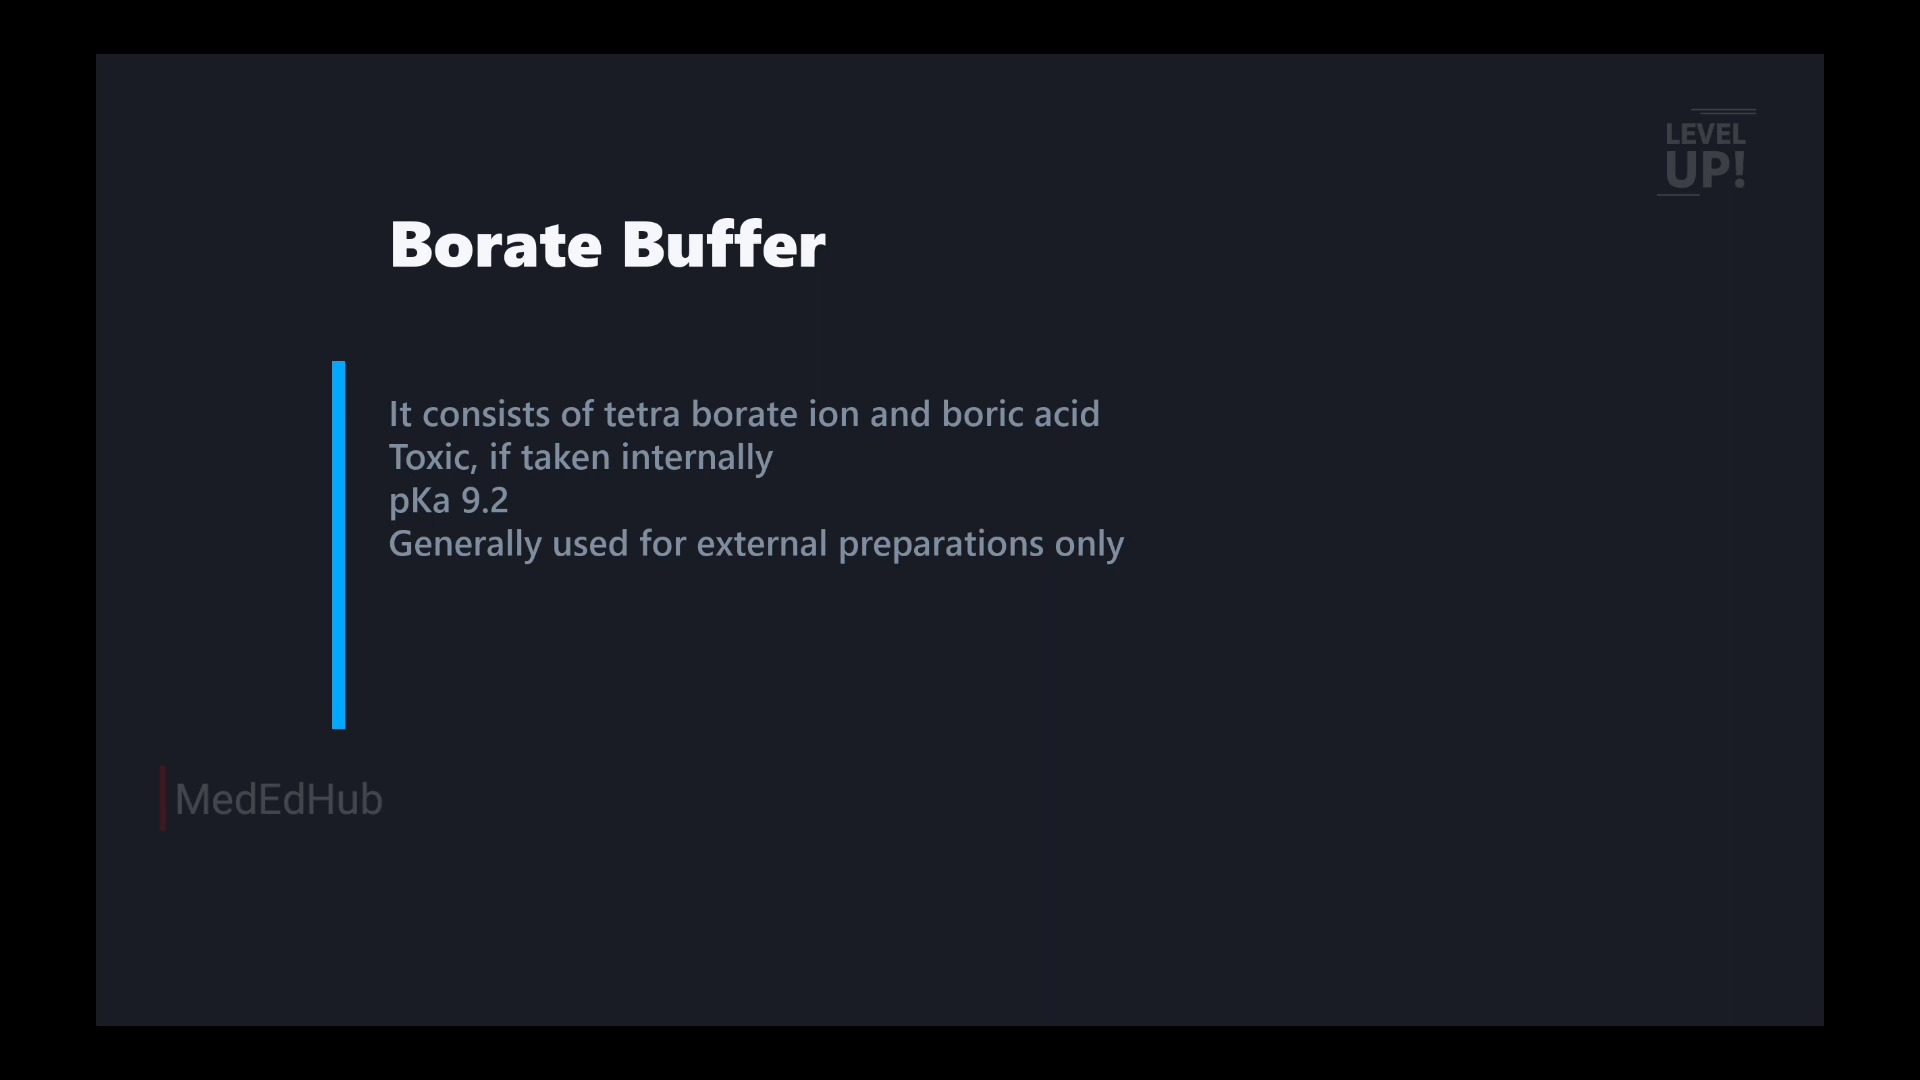 LEVEL
UP!
Borate Buffer
It consists of tetra borate ion and boric acid
Toxic, if taken internally
pKa 9.2
Generally used for external preparations only
MedEdHub